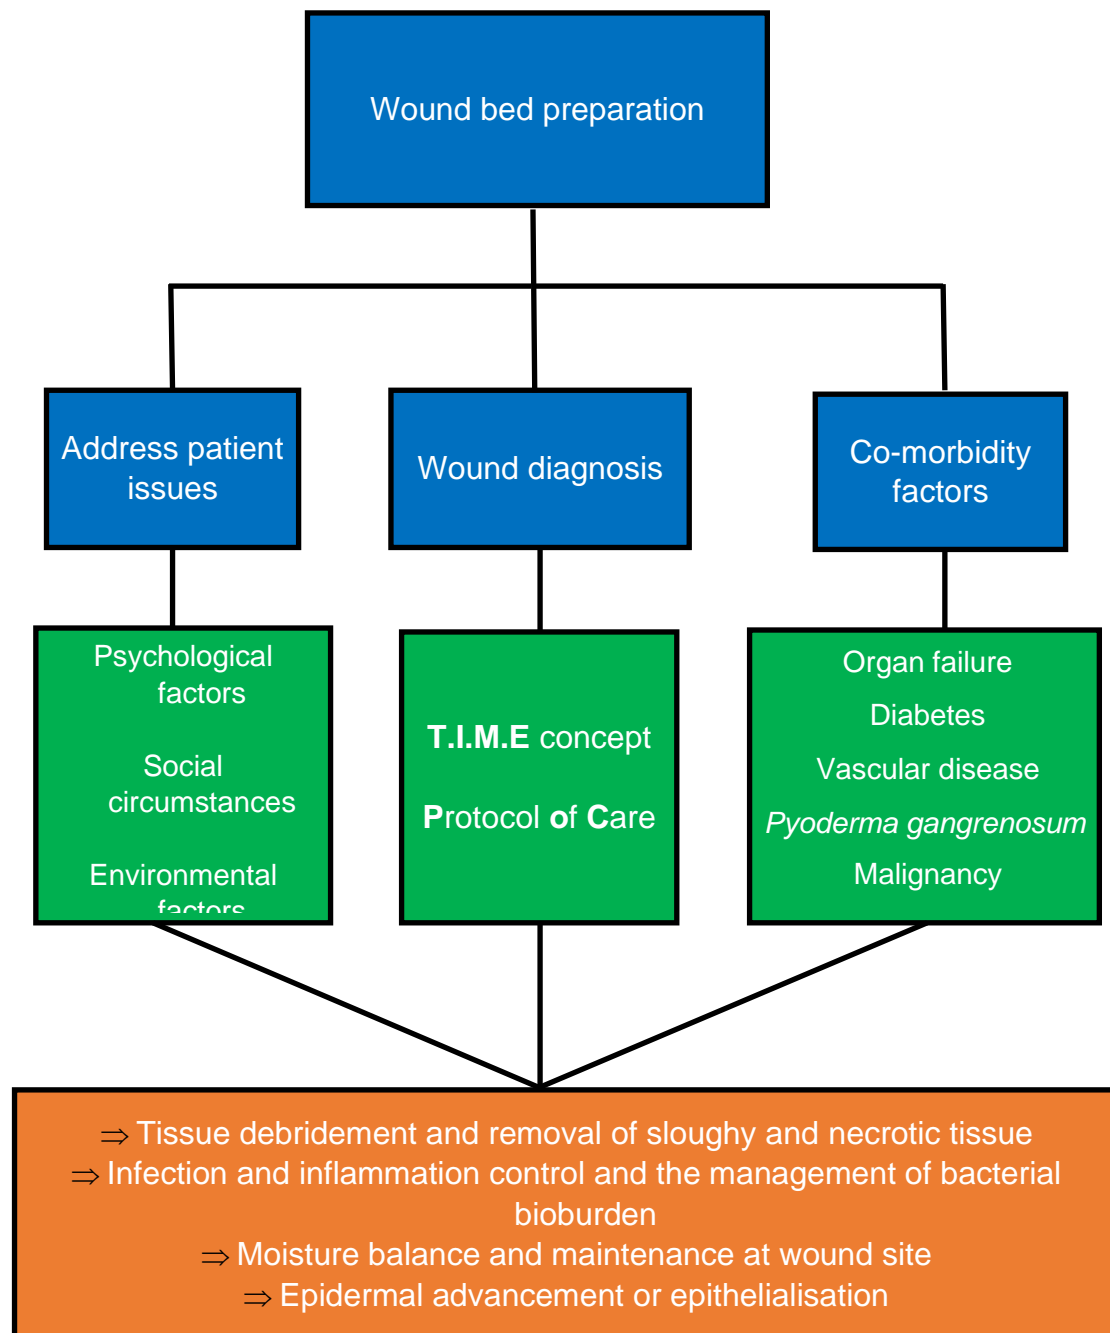 Wound bed preparation
Address patient
issues
Wound diagnosis
Co-morbidity
factors
Psychological
factors
Social
circumstances
Environmental
factors
T.I.M.E concept
Protocol of Care
Organ failure
Diabetes
Vascular disease
Pyoderma gangrenosum
Malignancy
⇒ Tissue debridement and removal of sloughy and necrotic tissue
⇒ Infection and inflammation control and the management of bacterial
bioburden
⇒ Moisture balance and maintenance at wound site
⇒ Epidermal advancement or epithelialisation